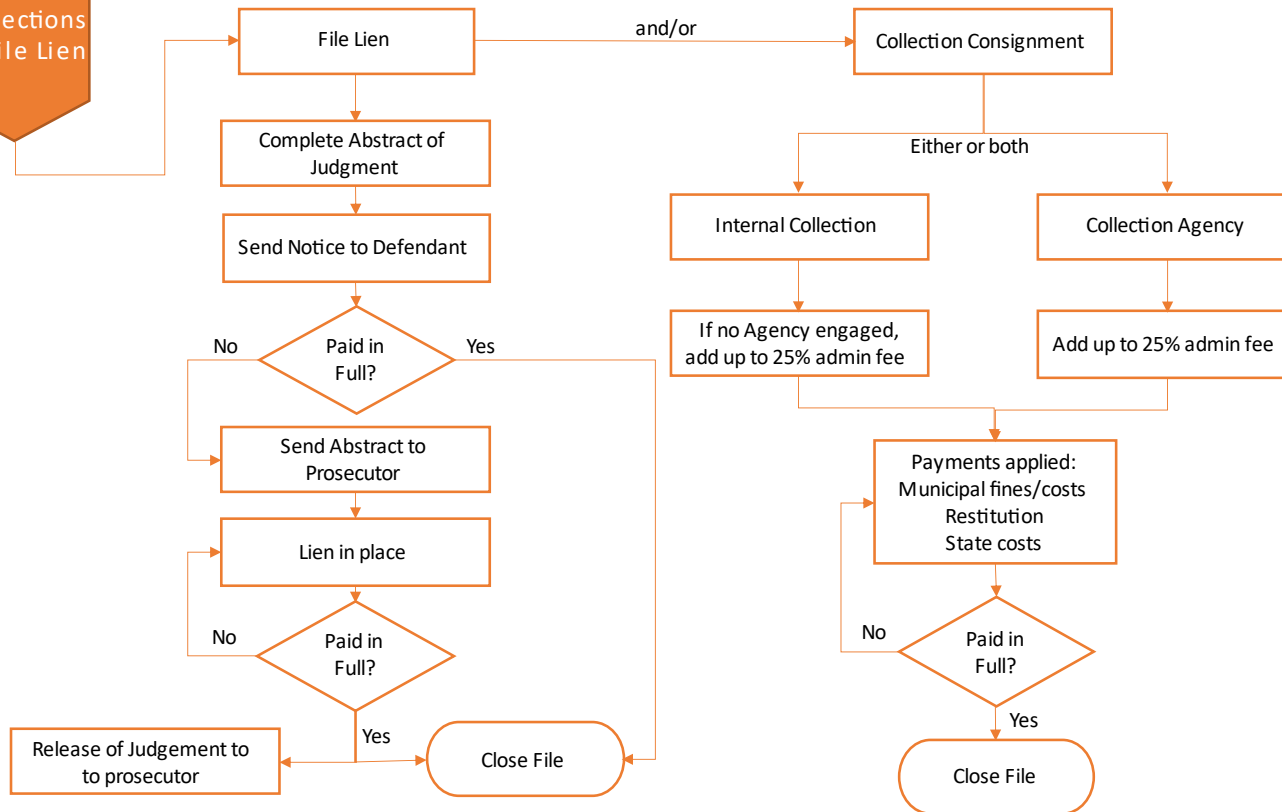 ile Lien
File Lien
and/or
Collection Consignment
Complete Abstract of
Judgment
Either or both
Send Notice to Defendant
Internal Collection
Collection Agency
No
Paid in
Full?
Yes
If no Agency engaged,
add up to 25% admin fee
Add up to 25% admin fee
Send Abstract to
Prosecutor
Payments applied:
Municipal fines/costs
Restitution
State costs
Lien in place
No
Paid in
Full?
Yes
No
Paid in
Full?
Yes
Release of Judgement to
to prosecutor
Close File
Close File